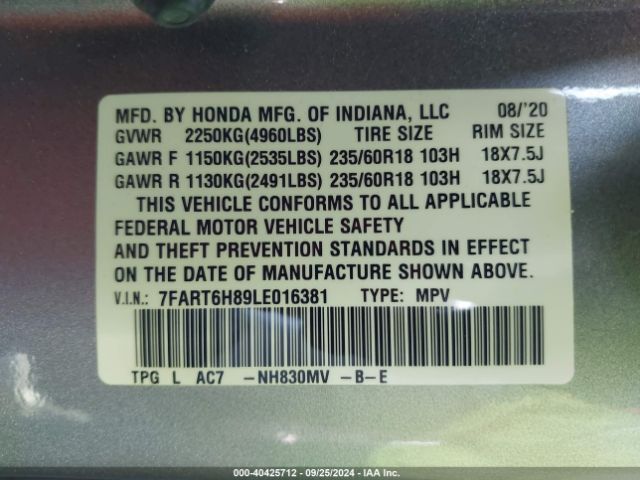 MFD. BY HONDA MFG. OF INDIANA, LLC 08/'20
GVWR 2250KG(4960LBS) TIRE SIZE RIM SIZE
GAWR F 1150KG(2535LBS) 235/60R18 103H 18X7.5J
GAWR R 1130KG(2491LBS) 235/60R18 103H 18X7.5J
THIS VEHICLE CONFORMS TO ALL APPLICABLE
FEDERAL MOTOR VEHICLE SAFETY
AND THEFT PREVENTION STANDARDS IN EFFECT
ON THE DATE OF MANUFACTURE SHOWN ABOVE.
V.I.N.: 7FART6H89LE016381 TYPE: MPV
TPG L AC7 -NH830MV -B-E
000-40425712 - 09/25/2024 - IAA Inc.